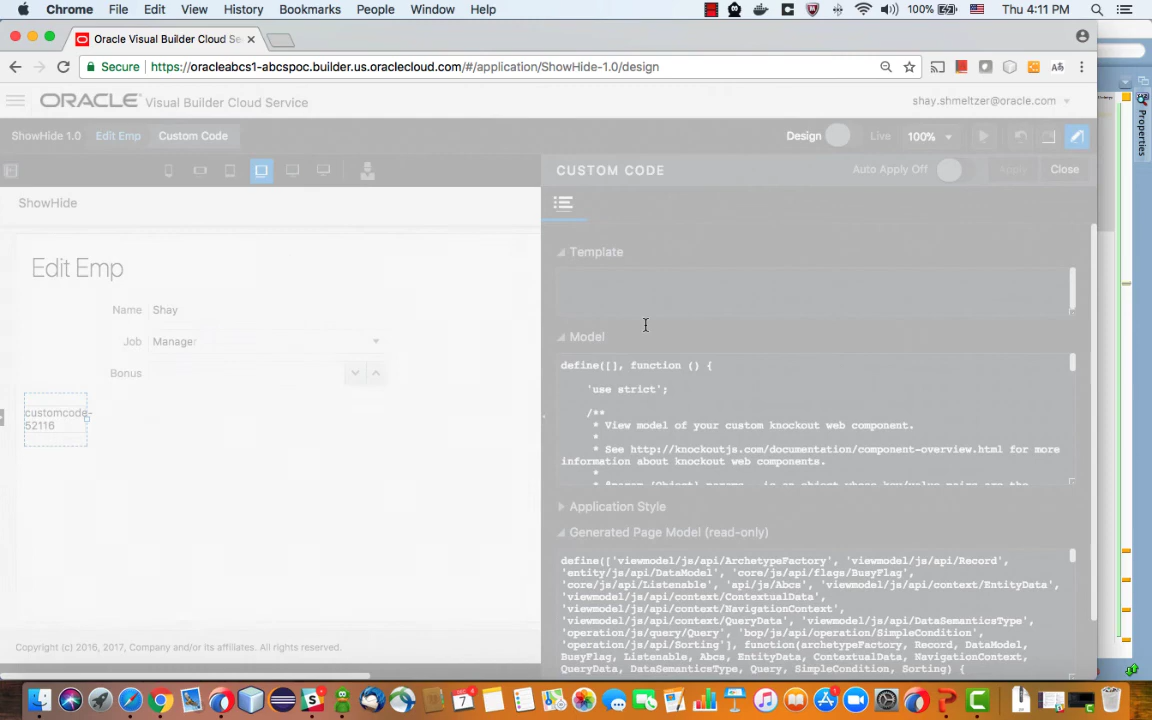 Chrome File Edit View History Bookmarks People Window Help 100% Thu 4:11 PM
Oracle Visual Builder Cloud Se
Secure https://oracleabcs1-abcspoc.builder.us.oraclecloud.com/#/application/ShowHide-1.0/design
ORACLE Visual Builder Cloud Service shay.shmeltzer@oracle.com
ShowHide 1.0 Edit Emp Custom Code Design Live 100%
Properties
CUSTOM CODE Auto Apply Off Apply Close
ShowHide
Template
Edit Emp
Name Shay
Job Manager
Bonus
customcode-
52116
Model
define([], function () {
'use strict';
/**
* View model of your custom knockout web component.
*
* See http://knockoutjs.com/documentation/component-overview.html for more
information about knockout web components.
*
Application Style
Generated Page Model (read-only)
define(['viewmodel/js/api/ArchetypeFactory', 'viewmodel/js/api/Record',
'entity/js/api/DataModel', 'core/js/api/flags/BusyFlag',
'core/js/api/Listenable', 'api/js/Abcs', 'viewmodel/js/api/context/EntityData',
'viewmodel/js/api/context/ContextualData',
'viewmodel/js/api/context/NavigationContext',
'viewmodel/js/api/context/QueryData', 'viewmodel/js/api/DataSemanticsType',
'operation/js/query/Query', 'bop/js/api/operation/SimpleCondition',
'operation/js/api/Sorting'], function(archetypeFactory, Record, DataModel,
BusyFlag, Listenable, Abcs, EntityData, ContextualData, NavigationContext,
QueryData, DataSemanticsType, Query, SimpleCondition, Sorting) {
Copyright (c) 2016, 2017, Company and/or its affiliates. All rights reserved.